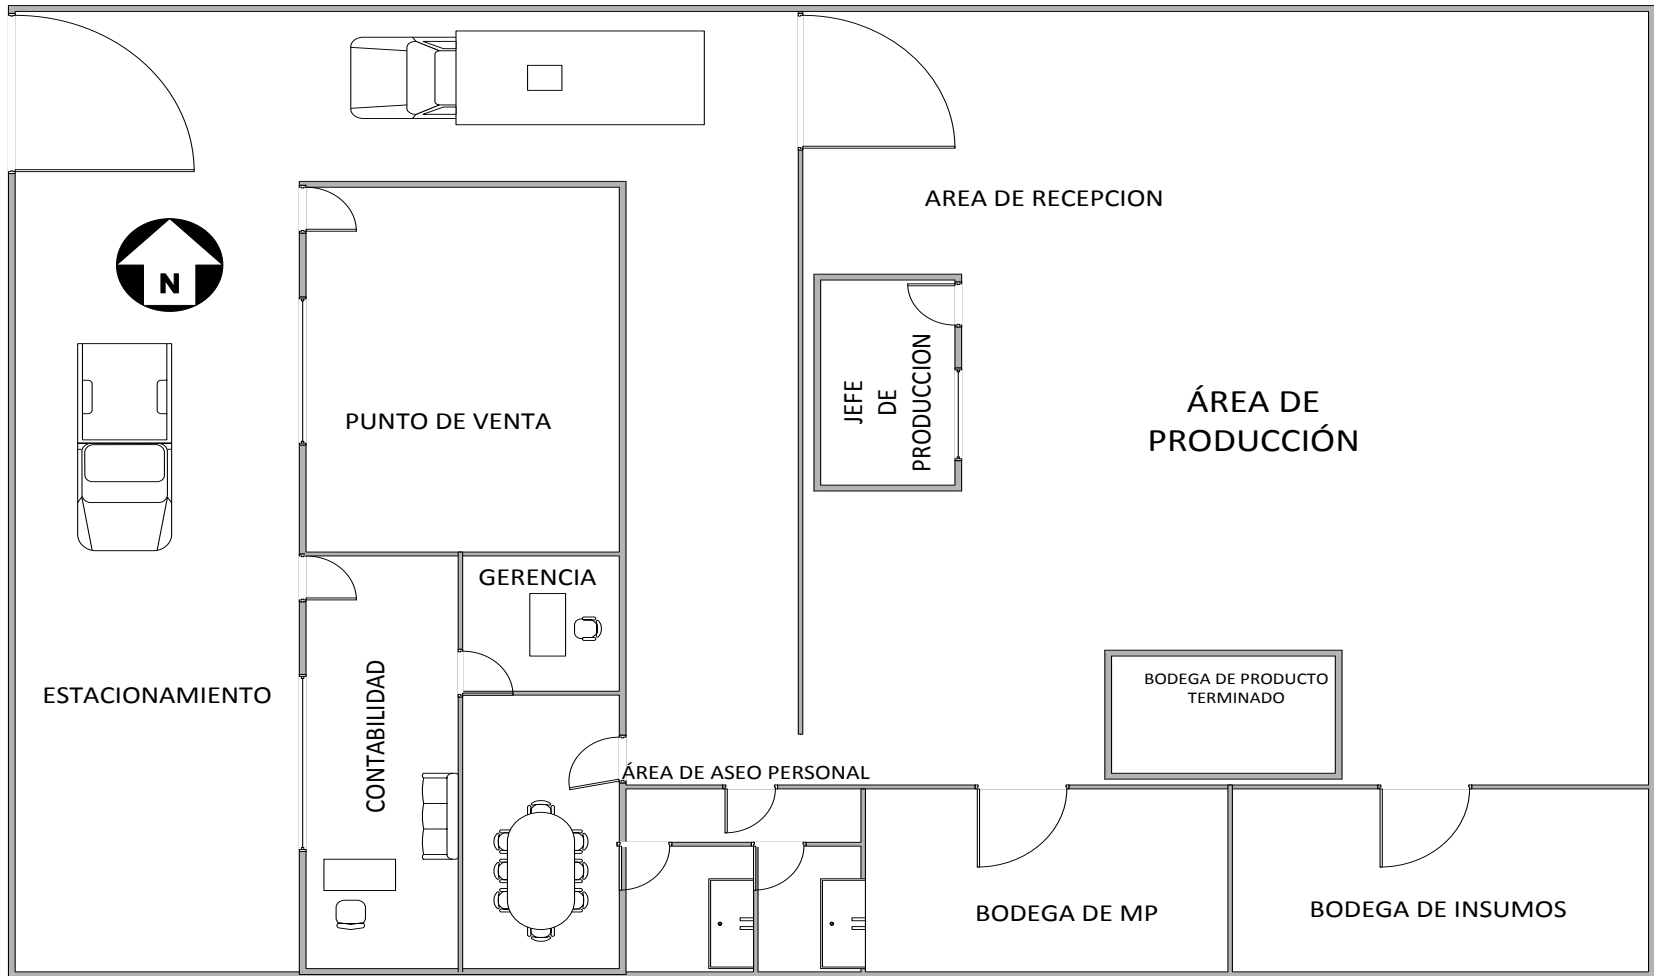 AREA DE RECEPCION
N
JEFE
DE
PRODUCCION
ÁREA DE
PRODUCCIÓN
PUNTO DE VENTA
GERENCIA
ESTACIONAMIENTO
CONTABILIDAD
BODEGA DE PRODUCTO
TERMINADO
ÁREA DE ASEO PERSONAL
BODEGA DE MP
BODEGA DE INSUMOS